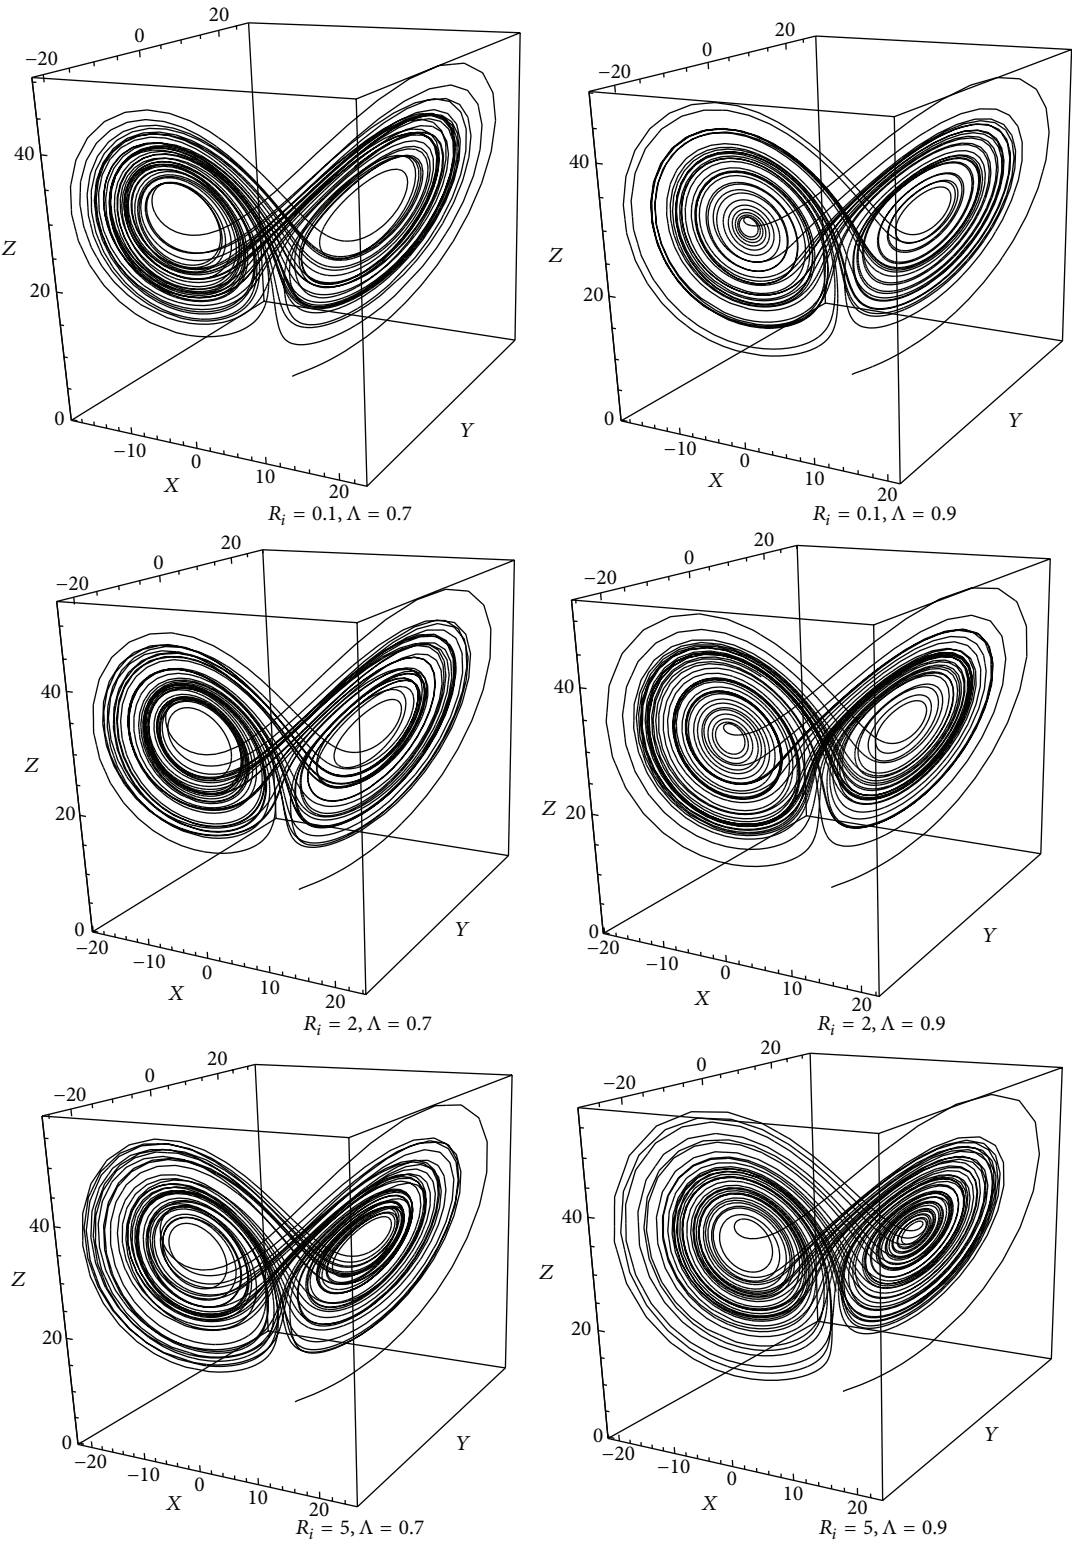 −20 0 20
40
Z
20
0
−10 0 10 20
X
Y
R_i = 0.1, Λ = 0.7
−20 0 20
40
Z
20
0
−10 0 10 20
X
Y
R_i = 0.1, Λ = 0.9
−20 0 20
40
Z
20
0
−20 −10 0 10 20
X
Y
R_i = 2, Λ = 0.7
−20 0 20
40
Z
20
0
−20 −10 0 10 20
X
Y
R_i = 2, Λ = 0.9
−20 0 20
40
Z
20
0
−20 −10 0 10 20
X
Y
R_i = 5, Λ = 0.7
−20 0 20
40
Z
20
0
−20 −10 0 10 20
X
Y
R_i = 5, Λ = 0.9